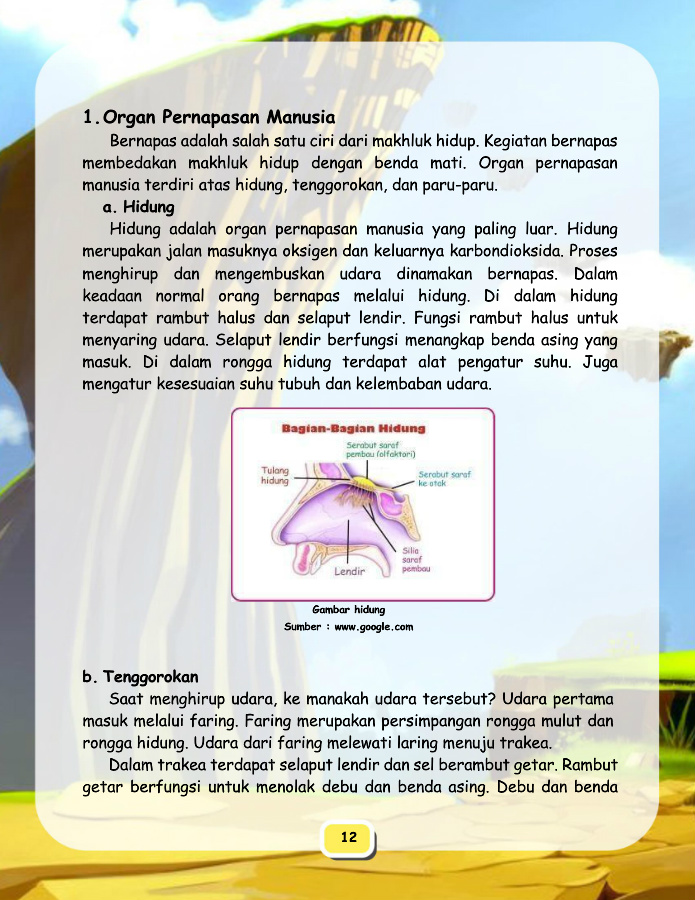 1. Organ Pernapasan Manusia
Bernapas adalah salah satu ciri dari makhluk hidup. Kegiatan bernapas
membedakan makhluk hidup dengan benda mati. Organ pernapasan
manusia terdiri atas hidung, tenggorokan, dan paru-paru.
a. Hidung
Hidung adalah organ pernapasan manusia yang paling luar. Hidung
merupakan jalan masuknya oksigen dan keluarnya karbondioksida. Proses
menghirup dan mengembuskan udara dinamakan bernapas. Dalam
keadaan normal orang bernapas melalui hidung. Di dalam hidung
terdapat rambut halus dan selaput lendir. Fungsi rambut halus untuk
menyaring udara. Selaput lendir berfungsi menangkap benda asing yang
masuk. Di dalam rongga hidung terdapat alat pengatur suhu. Juga
mengatur kesesuaian suhu tubuh dan kelembaban udara.
Bagian-Bagian Hidung
Serabut saraf
pembau (olfaktori)
Tulang
hidung
Serabut saraf
ke otak
Silia
saraf
pembau
Lendir
Gambar hidung
Sumber : www.google.com
b. Tenggorokan
Saat menghirup udara, ke manakah udara tersebut? Udara pertama
masuk melalui faring. Faring merupakan persimpangan rongga mulut dan
rongga hidung. Udara dari faring melewati laring menuju trakea.
Dalam trakea terdapat selaput lendir dan sel berambut getar. Rambut
getar berfungsi untuk menolak debu dan benda asing. Debu dan benda
12